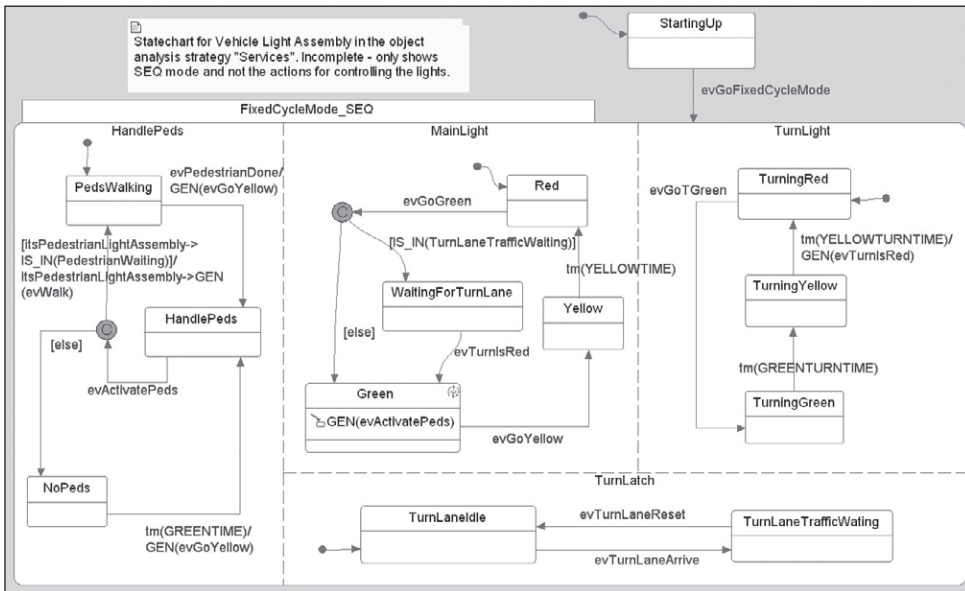 Statechart for Vehicle Light Assembly in the object
analysis strategy "Services". Incomplete - only shows
SEQ mode and not the actions for controlling the lights.
StartingUp
evGoFixedCycleMode
FixedCycleMode_SEQ
HandlePeds
PedsWalking
evPedestrianDone/
GEN(evGoYellow)
[itsPedestrianLightAssembly->
IS_IN(PedestrianWaiting)]/
itsPedestrianLightAssembly->GEN
(evWalk)
HandlePeds
C
[else]
evActivatePeds
NoPeds
tm(GREENTIME)/
GEN(evGoYellow)
MainLight
Red
evGoGreen
C
[IS_IN(TurnLaneTrafficWaiting)]
tm(YELLOWTIME)
WaitingForTurnLane
Yellow
[else]
evTurnIsRed
Green
GEN(evActivatePeds)
evGoYellow
TurnLight
evGoTGreen
TurningRed
tm(YELLOWTURNTIME)/
GEN(evTurnIsRed)
TurningYellow
tm(GREENTURNTIME)
TurningGreen
TurnLatch
TurnLaneIdle
evTurnLaneReset
TurnLaneTrafficWating
evTurnLaneArrive